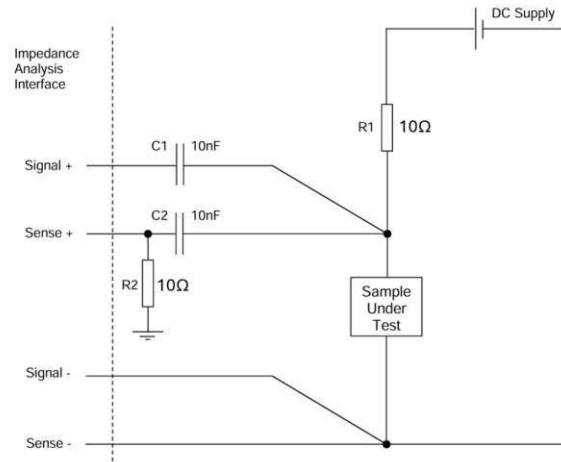 DC Supply
Impedance
Analysis
Interface
R1 10Ω
C1 10nF
Signal +
C2 10nF
Sense +
R2 10Ω
Sample
Under
Test
Signal -
Sense -